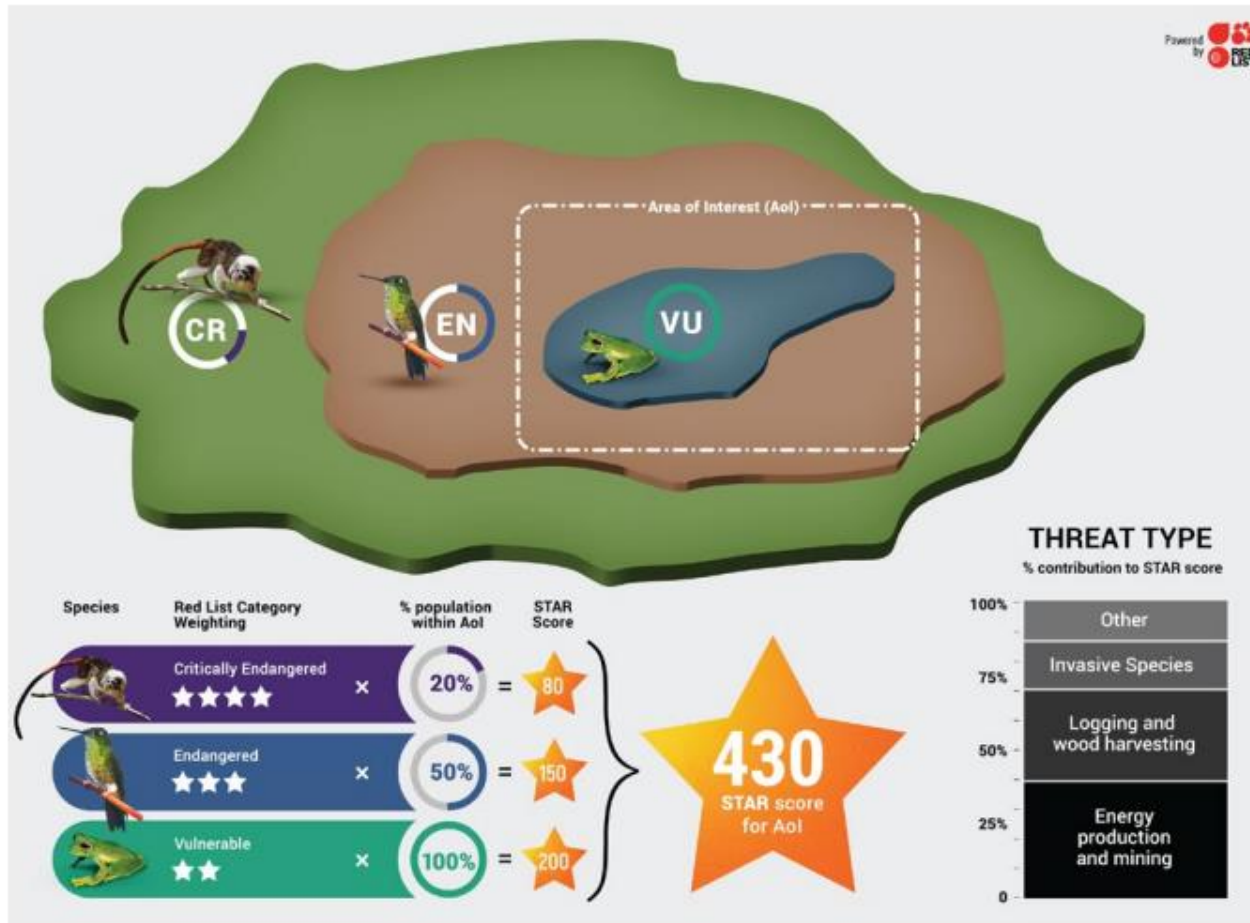 Powered
by
RED
LIST
Area of Interest (AoI)
CR
EN
VU
THREAT TYPE
% contribution to STAR score
Species
Red List Category
Weighting
% population
within AoI
STAR
Score
Critically Endangered
×
20%
=
80
Endangered
×
50%
=
150
Vulnerable
×
100%
=
200
430
STAR score
for AoI
100%
75%
50%
25%
0
Other
Invasive Species
Logging and
wood harvesting
Energy
production
and mining